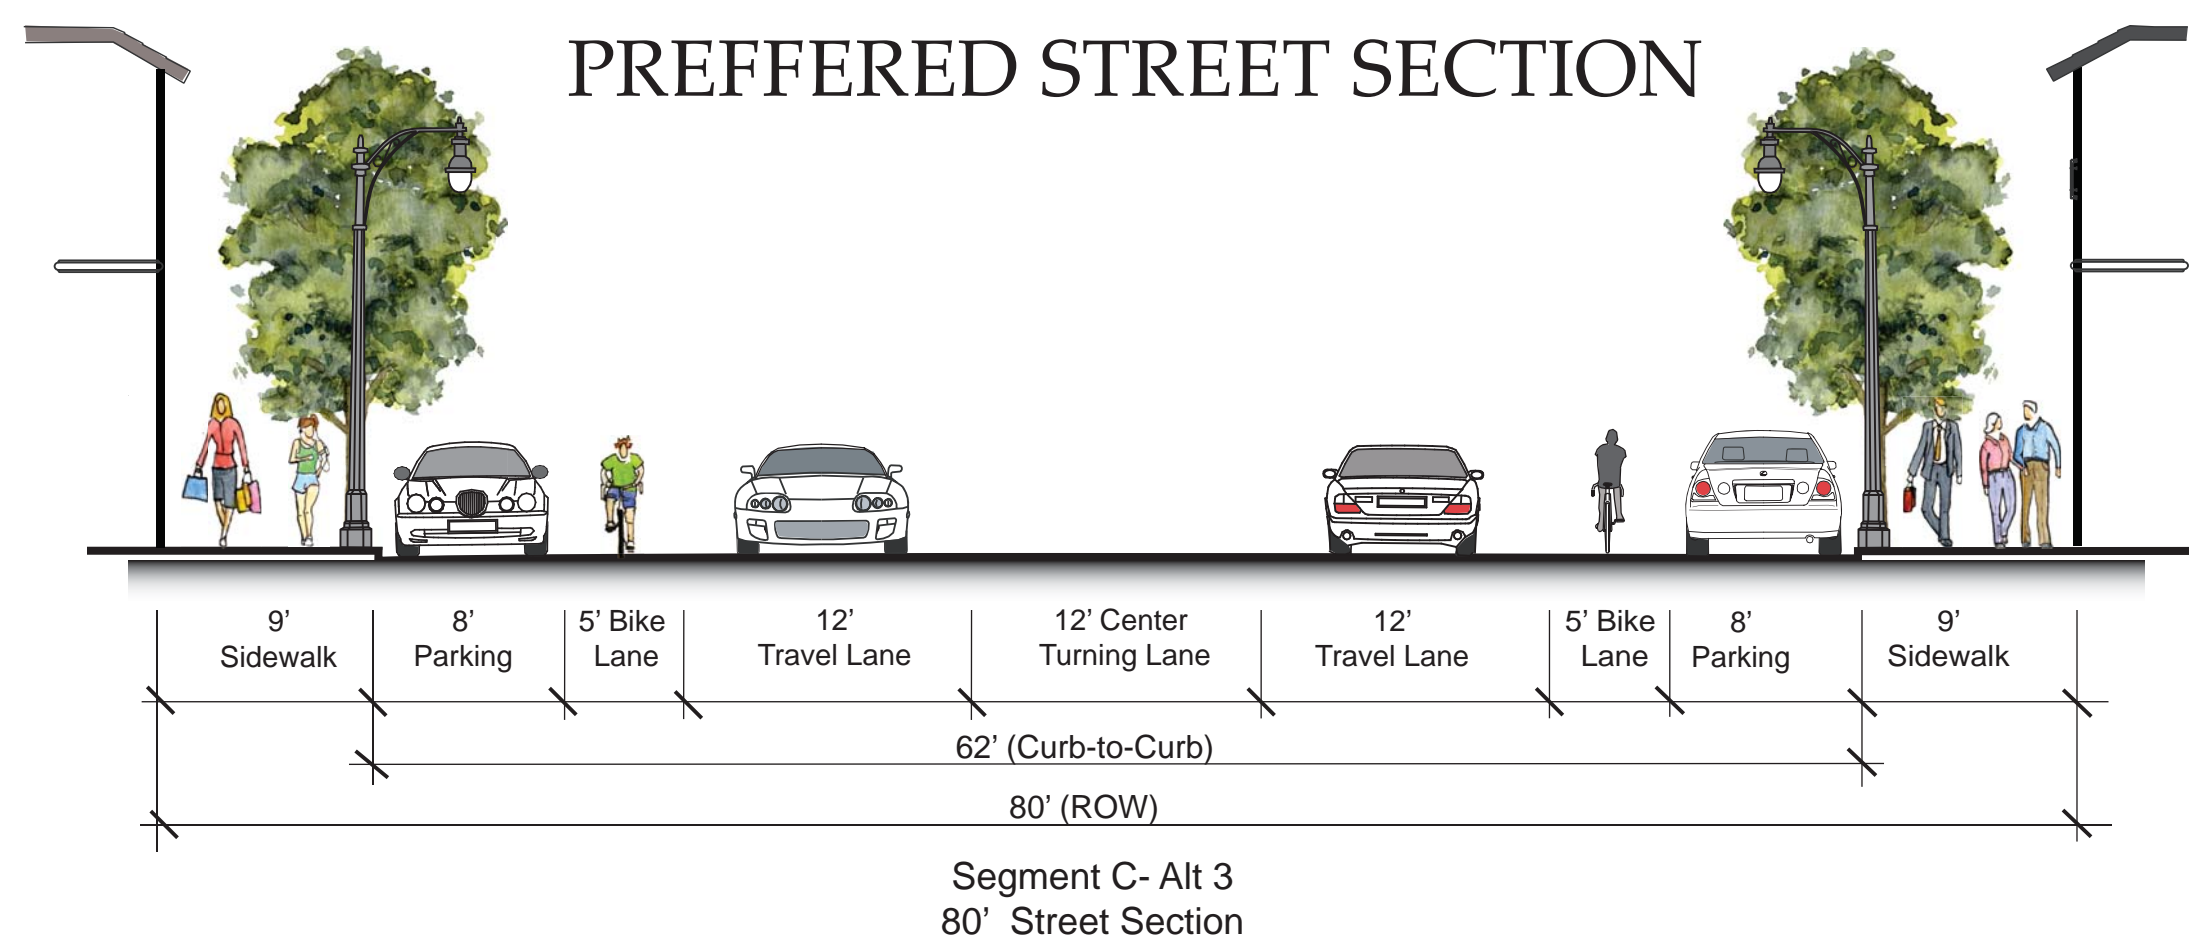 PREFFERED STREET SECTION
9’ Sidewalk
8’ Parking
5’ Bike Lane
12’ Travel Lane
12’ Center Turning Lane
12’ Travel Lane
5’ Bike Lane
8’ Parking
9’ Sidewalk
62’ (Curb-to-Curb)
80’ (ROW)
Segment C- Alt 3
80’ Street Section